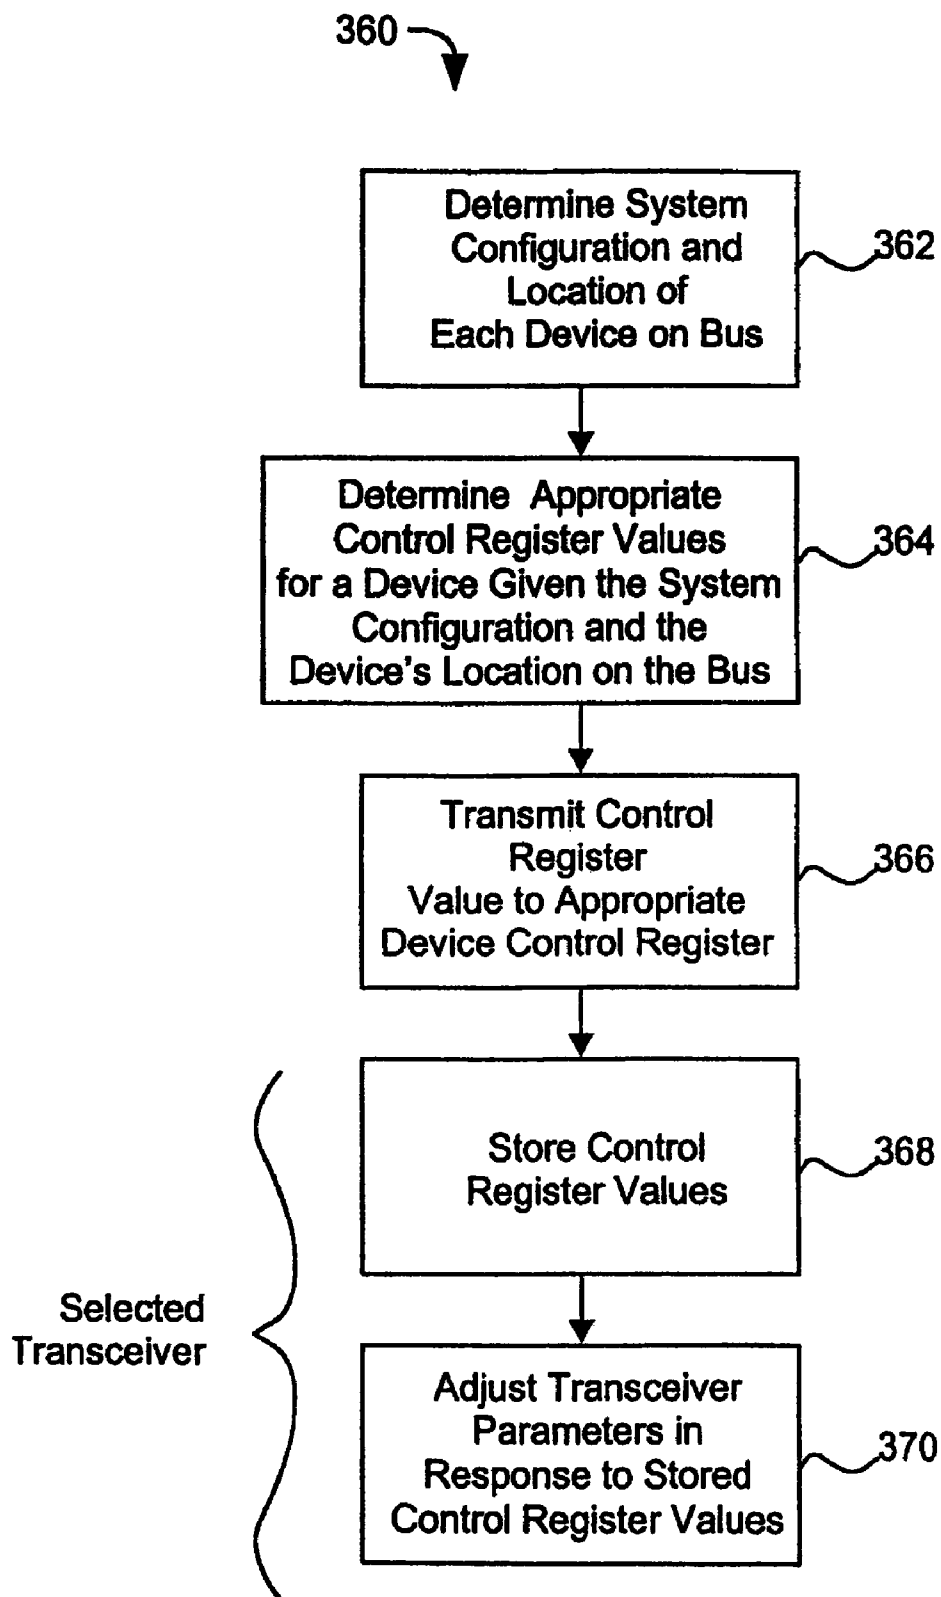 360
Determine System
Configuration and
Location of
Each Device on Bus
362
Determine Appropriate
Control Register Values
for a Device Given the System
Configuration and the
Device's Location on the Bus
364
Transmit Control
Register
Value to Appropriate
Device Control Register
366
Store Control
Register Values
368
Selected
Transceiver
Adjust Transceiver
Parameters in
Response to Stored
Control Register Values
370